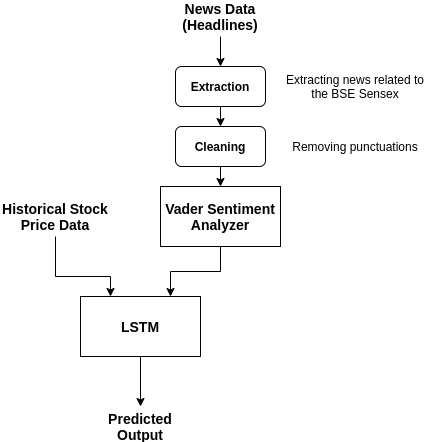 News Data
(Headlines)
Extraction
Extracting news related to
the BSE Sensex
Cleaning
Removing punctuations
Historical Stock
Price Data
Vader Sentiment
Analyzer
LSTM
Predicted
Output